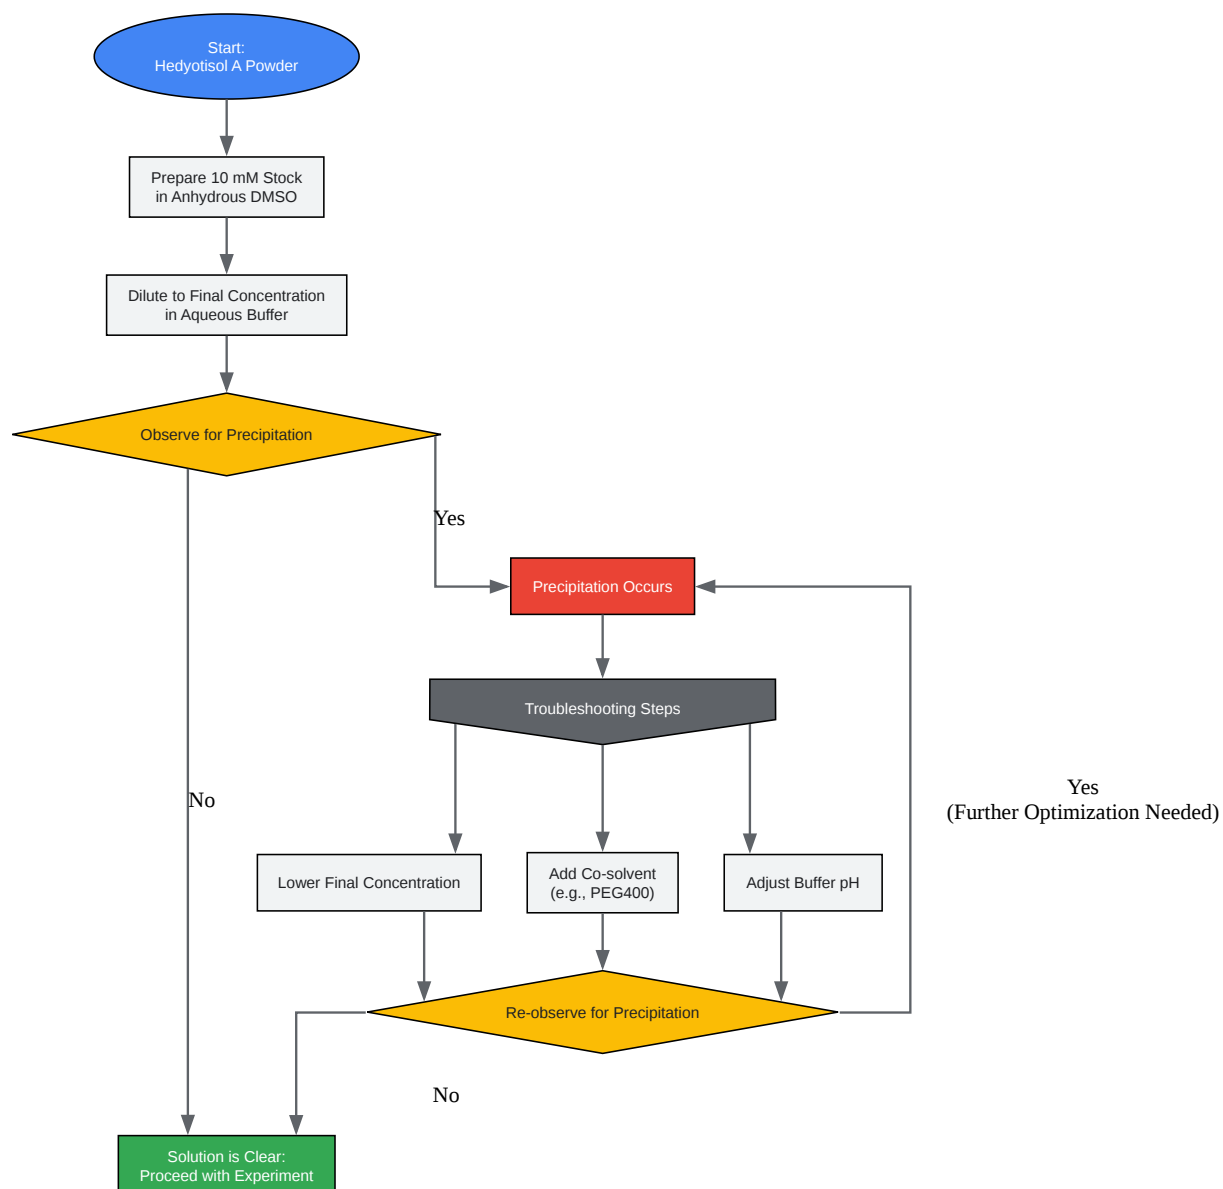 Start:
Hedyotisol A Powder
Prepare 10 mM Stock
in Anhydrous DMSO
Dilute to Final Concentration
in Aqueous Buffer
Observe for Precipitation
Yes
Precipitation Occurs
Troubleshooting Steps
No
Yes
(Further Optimization Needed)
Lower Final Concentration
Add Co-solvent
(e.g., PEG400)
Adjust Buffer pH
Re-observe for Precipitation
No
Solution is Clear:
Proceed with Experiment